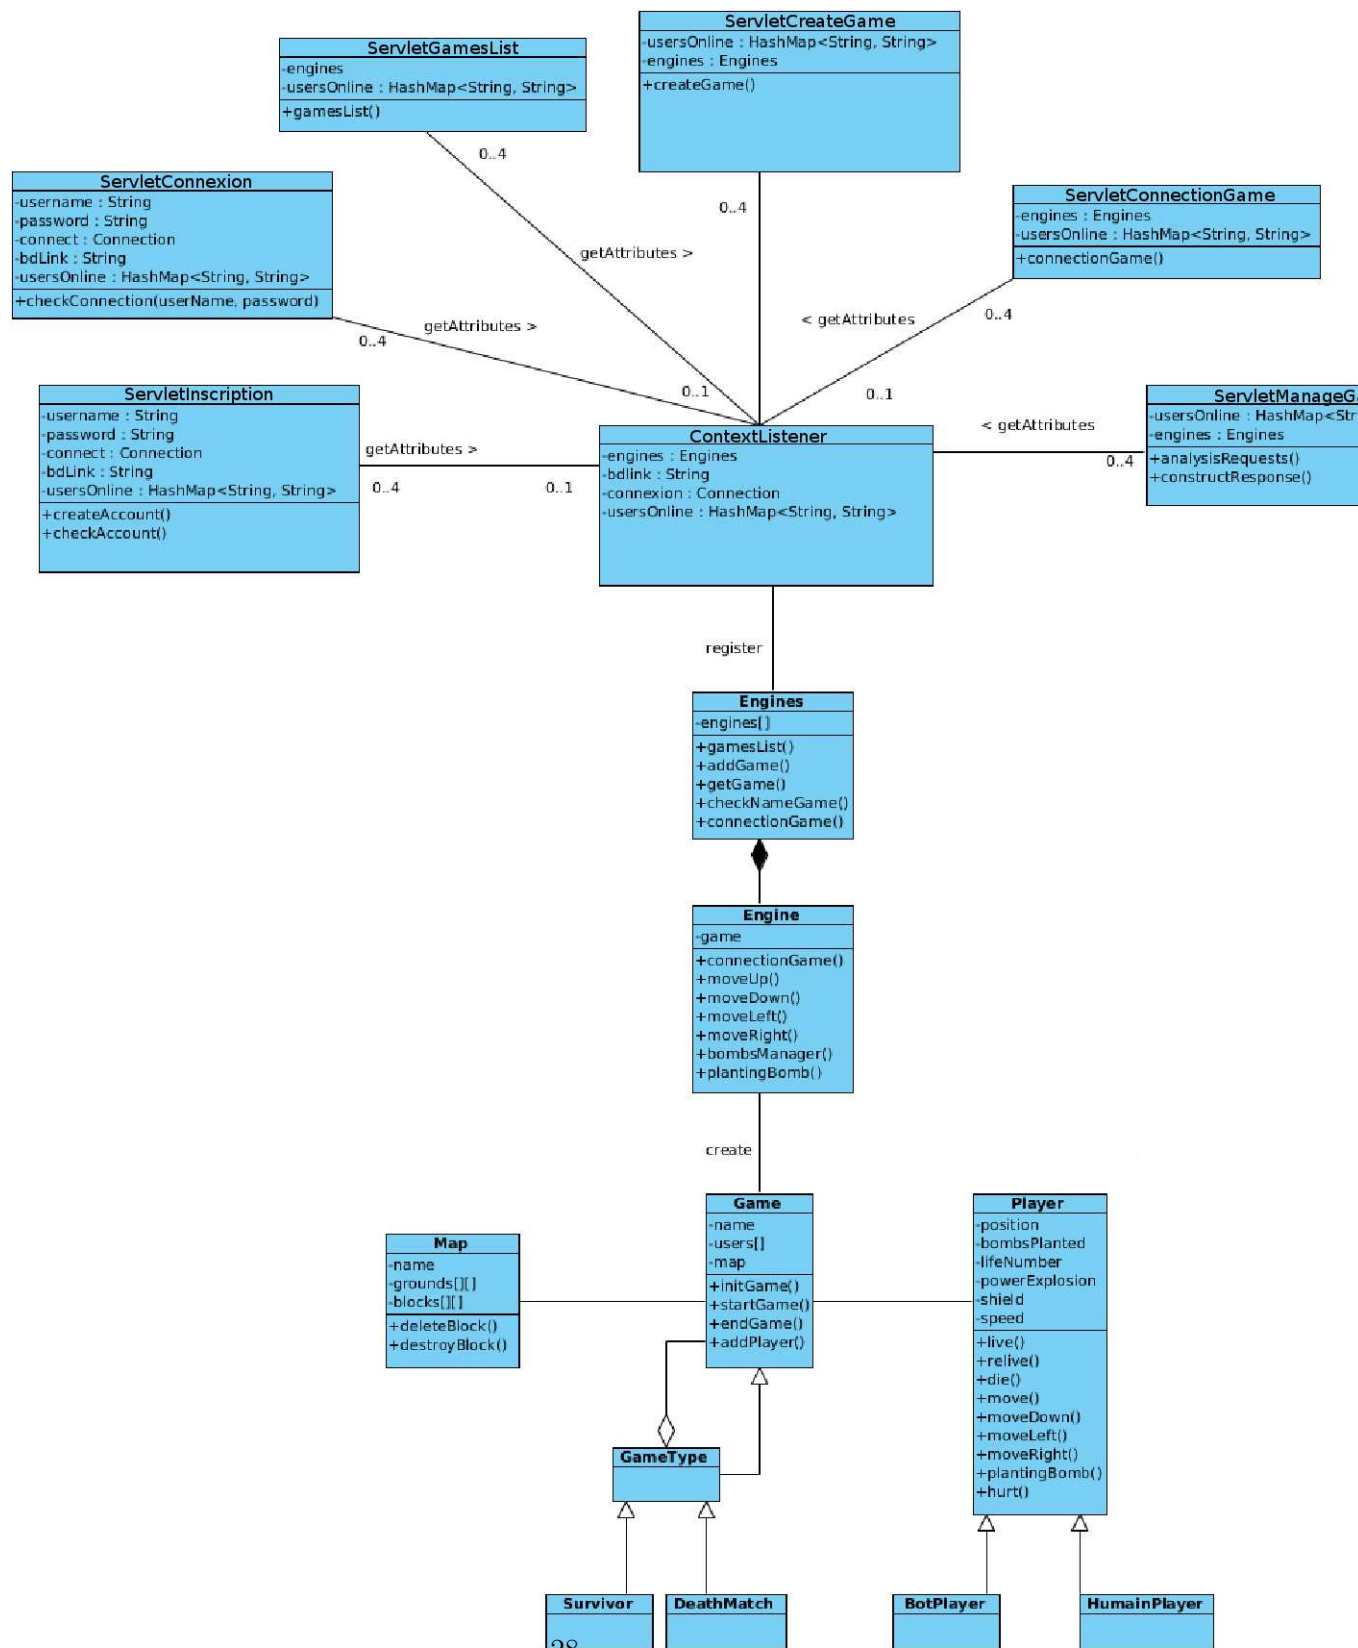 ServletCreateGame
-usersOnline : HashMap<String, String>
-engines : Engines
+createGame()
ServletGamesList
-engines
-usersOnline : HashMap<String, String>
+gamesList()
0..4
ServletConnexion
-username : String
-password : String
-connect : Connection
-bdLink : String
-usersOnline : HashMap<String, String>
+checkConnection(userName, password)
0..4
ServletConnectionGame
-engines : Engines
-usersOnline : HashMap<String, String>
+connectionGame()
getAttributes >
getAttributes >
< getAttributes
0..4
0..4
0..1
0..1
ServletInscription
-username : String
-password : String
-connect : Connection
-bdLink : String
-usersOnline : HashMap<String, String>
+createAccount()
+checkAccount()
getAttributes >
0..4
0..1
ContextListener
-engines : Engines
-bdlink : String
-connexion : Connection
-usersOnline : HashMap<String, String>
< getAttributes
0..4
ServletManageG
-usersOnline : HashMap<Str
-engines : Engines
+analysisRequests()
+constructResponse()
register
Engines
-engines[]
+gamesList()
+addGame()
+getGame()
+checkNameGame()
+connectionGame()
Engine
-game
+connectionGame()
+moveUp()
+moveDown()
+moveLeft()
+moveRight()
+bombsManager()
+plantingBomb()
create
Map
-name
-grounds[][]
-blocks[][]
+deleteBlock()
+destroyBlock()
Game
-name
-users[]
-map
+initGame()
+startGame()
+endGame()
+addPlayer()
Player
-position
-bombsPlanted
-lifeNumber
-powerExplosion
-shield
-speed
+live()
+relive()
+die()
+move()
+moveDown()
+moveLeft()
+moveRight()
+plantingBomb()
+hurt()
GameType
Survivor
DeathMatch
BotPlayer
HumainPlayer
28